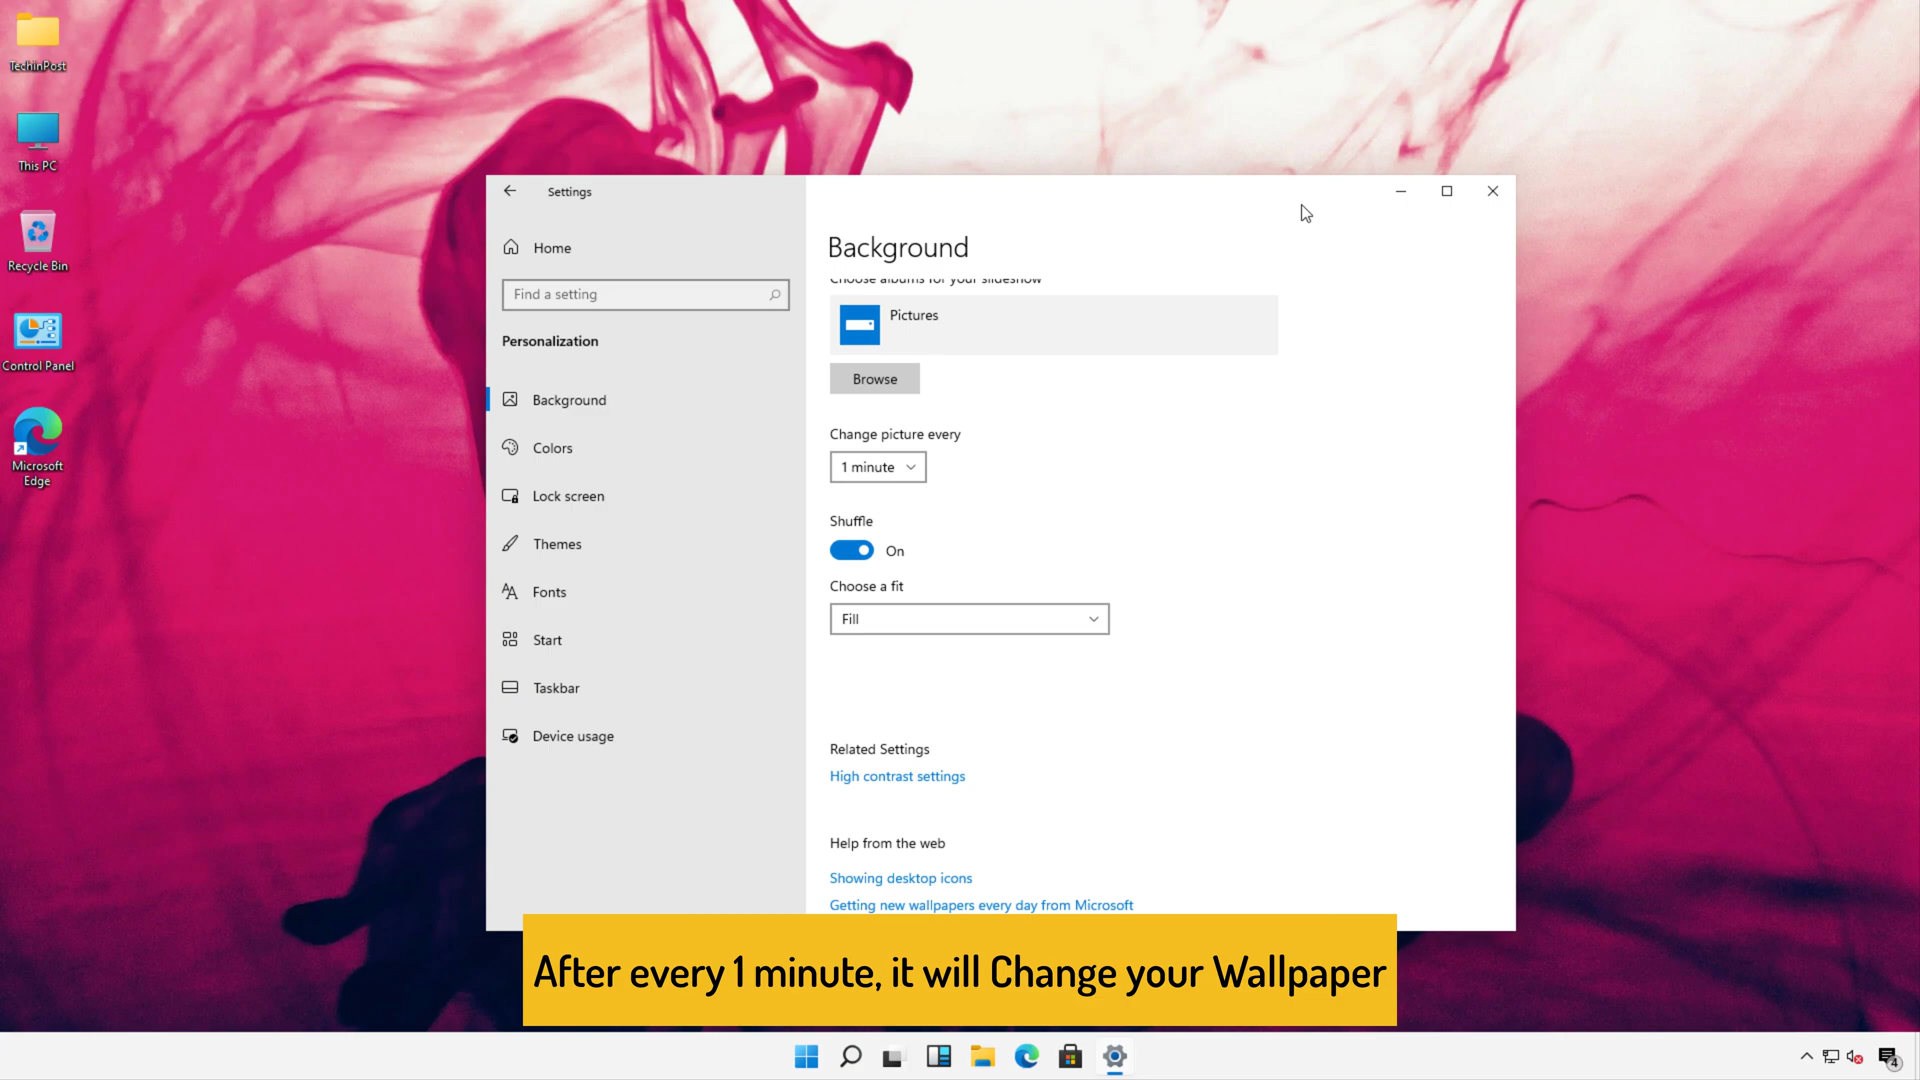 TechinPost
This PC
Recycle Bin
Control Panel
Microsoft
Edge
Settings
Home
Find a setting
Personalization
Background
Colors
Lock screen
Themes
Fonts
Start
Taskbar
Device usage
Background
Choose albums for your slideshow
Pictures
Browse
Change picture every
1 minute
Shuffle
On
Choose a fit
Fill
Related Settings
High contrast settings
Help from the web
Showing desktop icons
Getting new wallpapers every day from Microsoft
After every 1 minute, it will Change your Wallpaper
4